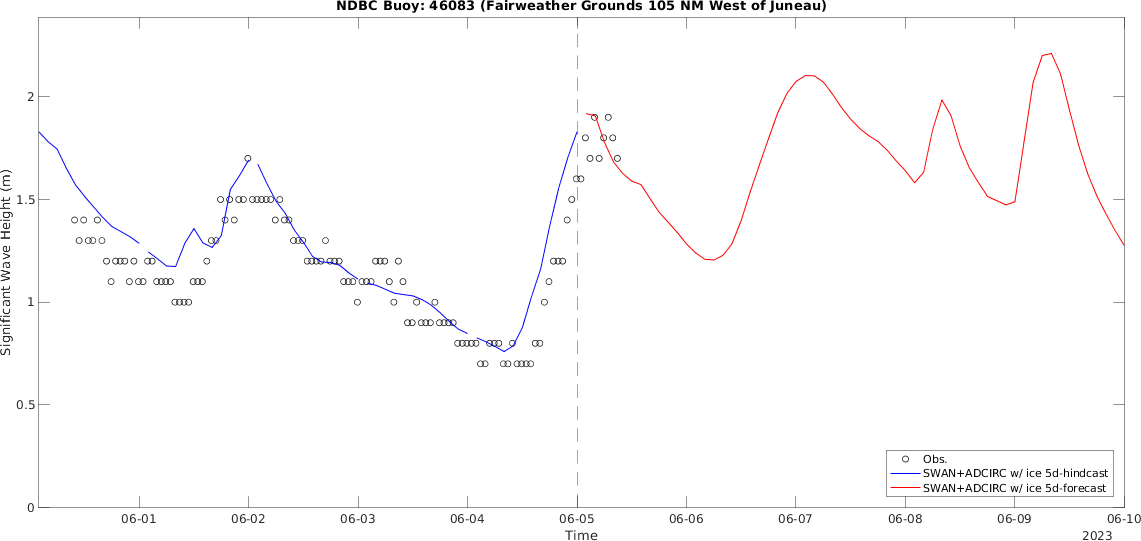 NDBC Buoy: 46083 (Fairweather Grounds 105 NM West of Juneau)
Significant Wave Height (m)
2
1.5
1
0.5
0
Obs.
SWAN+ADCIRC w/ ice 5d-hindcast
SWAN+ADCIRC w/ ice 5d-forecast
06-01 06-02 06-03 06-04 06-05 06-06 06-07 06-08 06-09 06-10
Time
2023